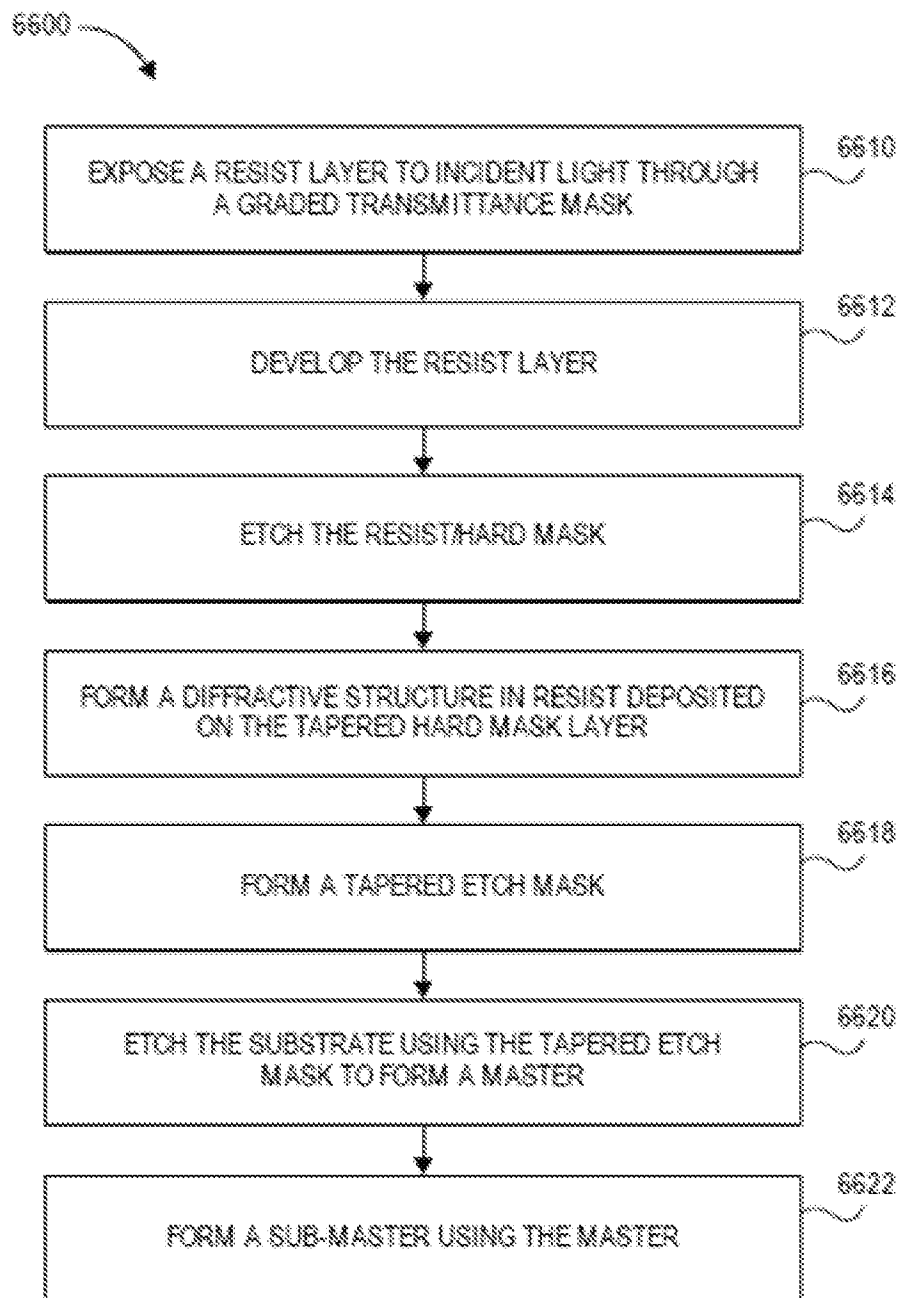 6600
6610
EXPOSE A RESIST LAYER TO INCIDENT LIGHT THROUGH
A GRADED TRANSMITTANCE MASK
6612
DEVELOP THE RESIST LAYER
6614
ETCH THE RESIST/HARD MASK
6616
FORM A DIFFRACTIVE STRUCTURE IN RESIST DEPOSITED
ON THE TAPERED HARD MASK LAYER
6618
FORM A TAPERED ETCH MASK
6620
ETCH THE SUBSTRATE USING THE TAPERED ETCH
MASK TO FORM A MASTER
6622
FORM A SUB-MASTER USING THE MASTER